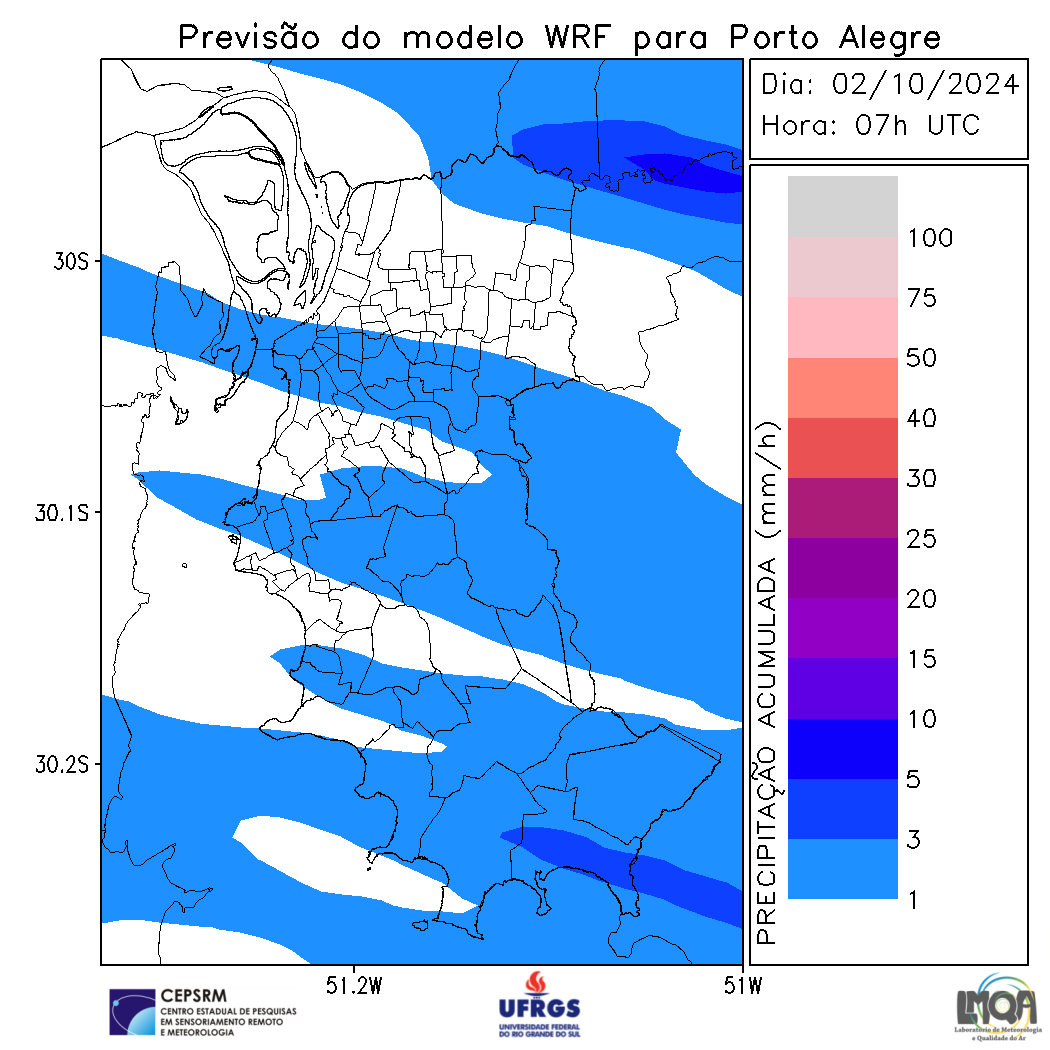 Previsão do modelo WRF para Porto Alegre
Dia: 02/10/2024
Hora: 07h UTC
30S
30.1S
30.2S
51.2W
51W
PRECIPITAÇÃO ACUMULADA (mm/h)
100
75
50
40
30
25
20
15
10
5
3
1
CEPSRM
CENTRO ESTADUAL DE PESQUISAS
EM SENSORIAMENTO REMOTO
E METEOROLOGIA
UFRGS
UNIVERSIDADE FEDERAL
DO RIO GRANDE DO SUL
LMQA
Laboratório de Meteorologia
e Qualidade do Ar